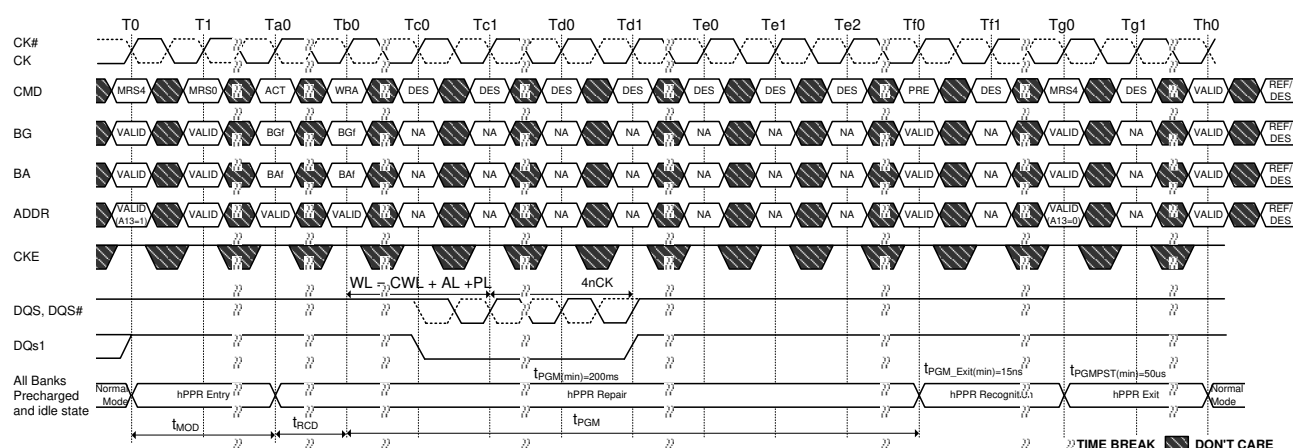 T0 T1 Ta0 Tb0 Tc0 Tc1 Td0 Td1 Te0 Te1 Te2 Tf0 Tf1 Tg0 Tg1 Th0
CK#
CK
CMD MRS4 MRS0 ACT WRA DES DES DES DES DES DES DES PRE DES MRS4 DES VALID REF/
DES
BG VALID VALID BGf BGf NA NA NA NA NA NA NA VALID NA VALID NA VALID REF/
DES
BA VALID VALID BAf BAf NA NA NA NA NA NA NA VALID NA VALID NA VALID REF/
DES
ADDR VALID
(A13=1) VALID VALID VALID NA NA NA NA NA NA NA VALID NA VALID
(A13=0) NA VALID REF/
DES
CKE
WL = CWL + AL +PL 4nCK
DQS, DQS#
DQs1
tPGM(min)=200ms tPGM_Exit(min)=15ns tPGMPST(min)=50us
All Banks
Precharged
and idle state
Normal
Mode hPPR Entry hPPR Repair hPPR Recognition hPPR Exit Normal
Mode
tMOD tRCD tPGM
TIME BREAK DON'T CARE